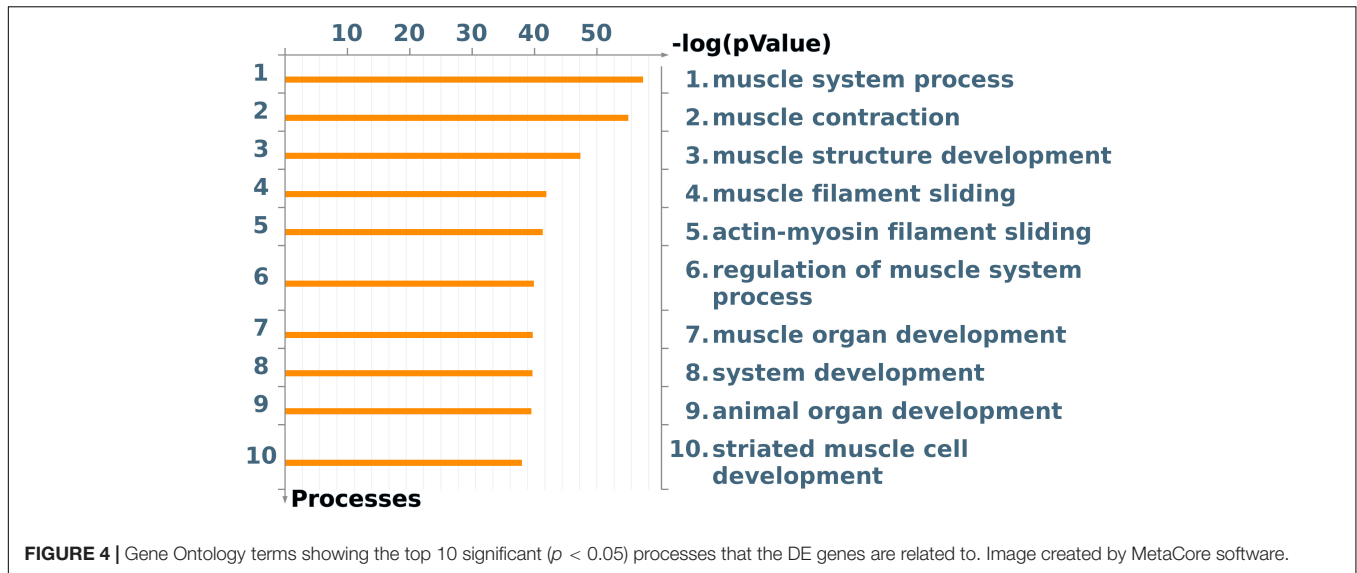 10 20 30 40 50
-log(pValue)
1 1. muscle system process
2 2. muscle contraction
3 3. muscle structure development
4 4. muscle filament sliding
5 5. actin-myosin filament sliding
6 6. regulation of muscle system
process
7 7. muscle organ development
8 8. system development
9 9. animal organ development
10 10. striated muscle cell
development
Processes
FIGURE 4 | Gene Ontology terms showing the top 10 significant (p < 0.05) processes that the DE genes are related to. Image created by MetaCore software.